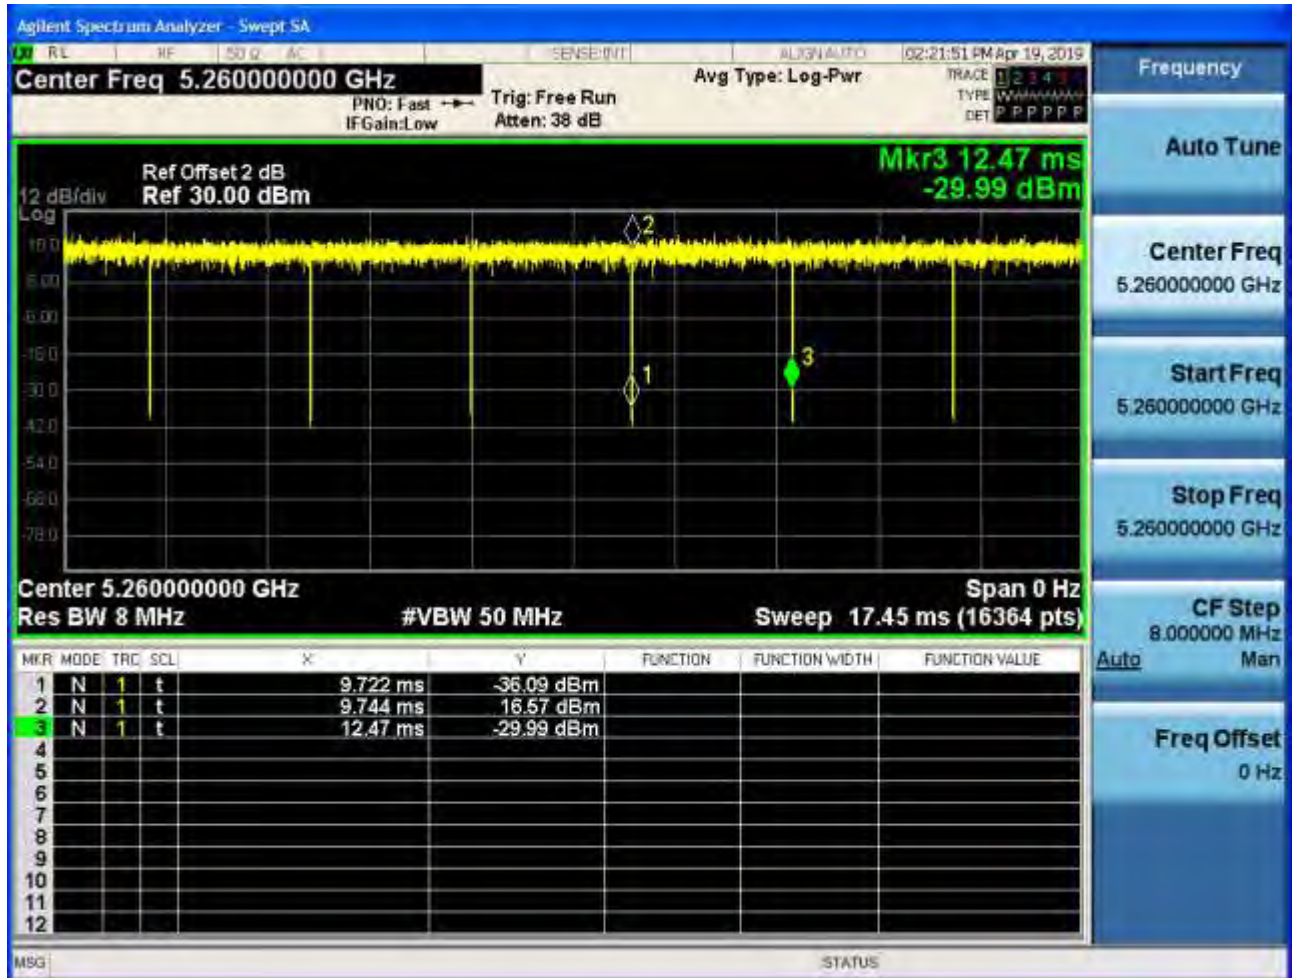 Agilent Spectrum Analyzer - Swept SA
RL RF 50 Ω AC SENSE:INT ALIGN AUTO 02:21:51 PM Apr 19, 2019
Center Freq 5.260000000 GHz
PNO: Fast
IFGain:Low
Trig: Free Run
Atten: 38 dB
Avg Type: Log-Pwr
TRACE 1 2 3 4
TYPE
DET P P P P P P
Ref Offset 2 dB
12 dB/div Ref 30.00 dBm
Log
Mkr3 12.47 ms
-29.99 dBm
18.0
6.00
-6.00
-18.0
-30.0
-42.0
-54.0
-66.0
-78.0
2
1
3
Center 5.260000000 GHz Span 0 Hz
Res BW 8 MHz #VBW 50 MHz Sweep 17.45 ms (16364 pts)
MKR MODE TRC SCL X Y FUNCTION FUNCTION WIDTH FUNCTION VALUE
1 N 1 t 9.722 ms -36.09 dBm
2 N 1 t 9.744 ms 16.57 dBm
3 N 1 t 12.47 ms -29.99 dBm
4
5
6
7
8
9
10
11
12
MSG STATUS
Frequency
Auto Tune
Center Freq
5.260000000 GHz
Start Freq
5.260000000 GHz
Stop Freq
5.260000000 GHz
CF Step
8.000000 MHz
Auto Man
Freq Offset
0 Hz